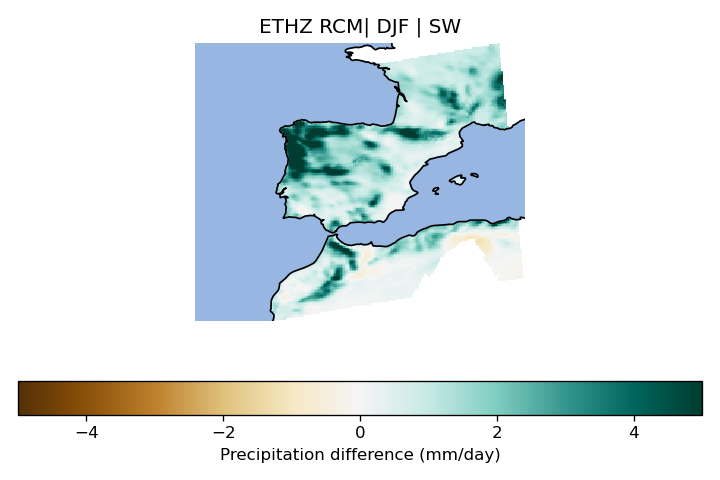 ETHZ RCM| DJF | SW
−4 −2 0 2 4
Precipitation difference (mm/day)